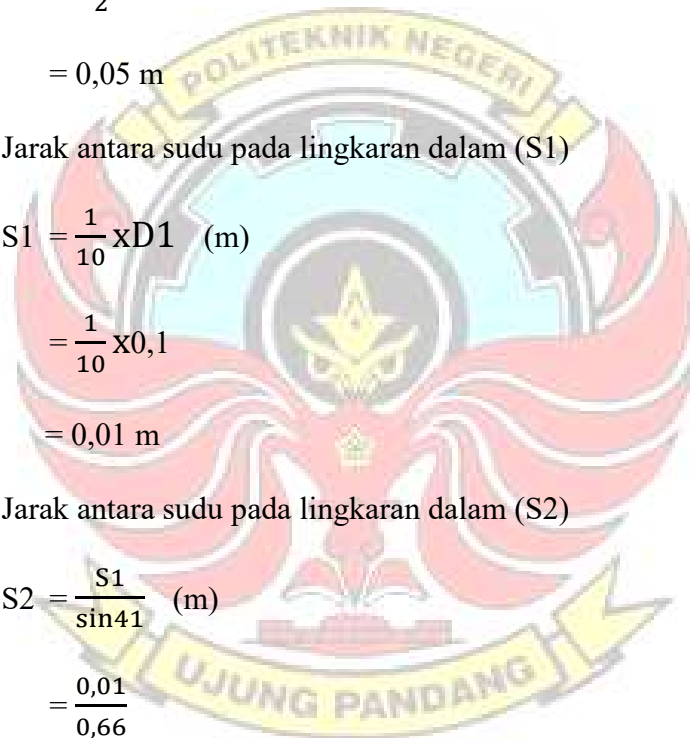 2
= 0,05 m
POLITEKNIK NEGERI
Jarak antara sudu pada lingkaran dalam (S1)
S1 = 1/10 xD1 (m)
= 1/10 x0,1
= 0,01 m
Jarak antara sudu pada lingkaran dalam (S2)
S2 = S1/sin41 (m)
= 0,01/0,66
UJUNG PANDANG